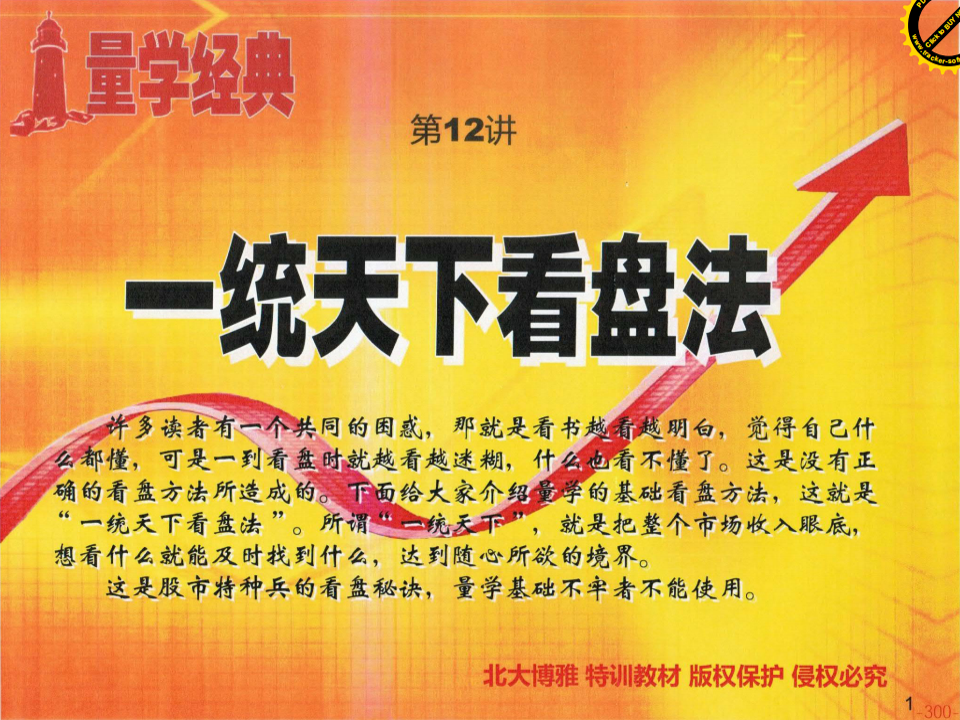 量学经典
第12讲
一统天下看盘法
许多读者有一个共同的困惑，那就是看书越看越明白，觉得自己什
么都懂，可是一到看盘时就越看越迷糊，什么也看不懂了。这是没有正
确的看盘方法所造成的。下面给大家介绍量学的基础看盘方法，这就是
“一统天下看盘法”。所谓“一统天下”，就是把整个市场收入眼底，
想看什么就能及时找到什么，达到随心所欲的境界。
这是股市特种兵的看盘秘诀，量学基础不牢者不能使用。
北大博雅 特训教材 版权保护 侵权必究
1
-300-
Click to BUY